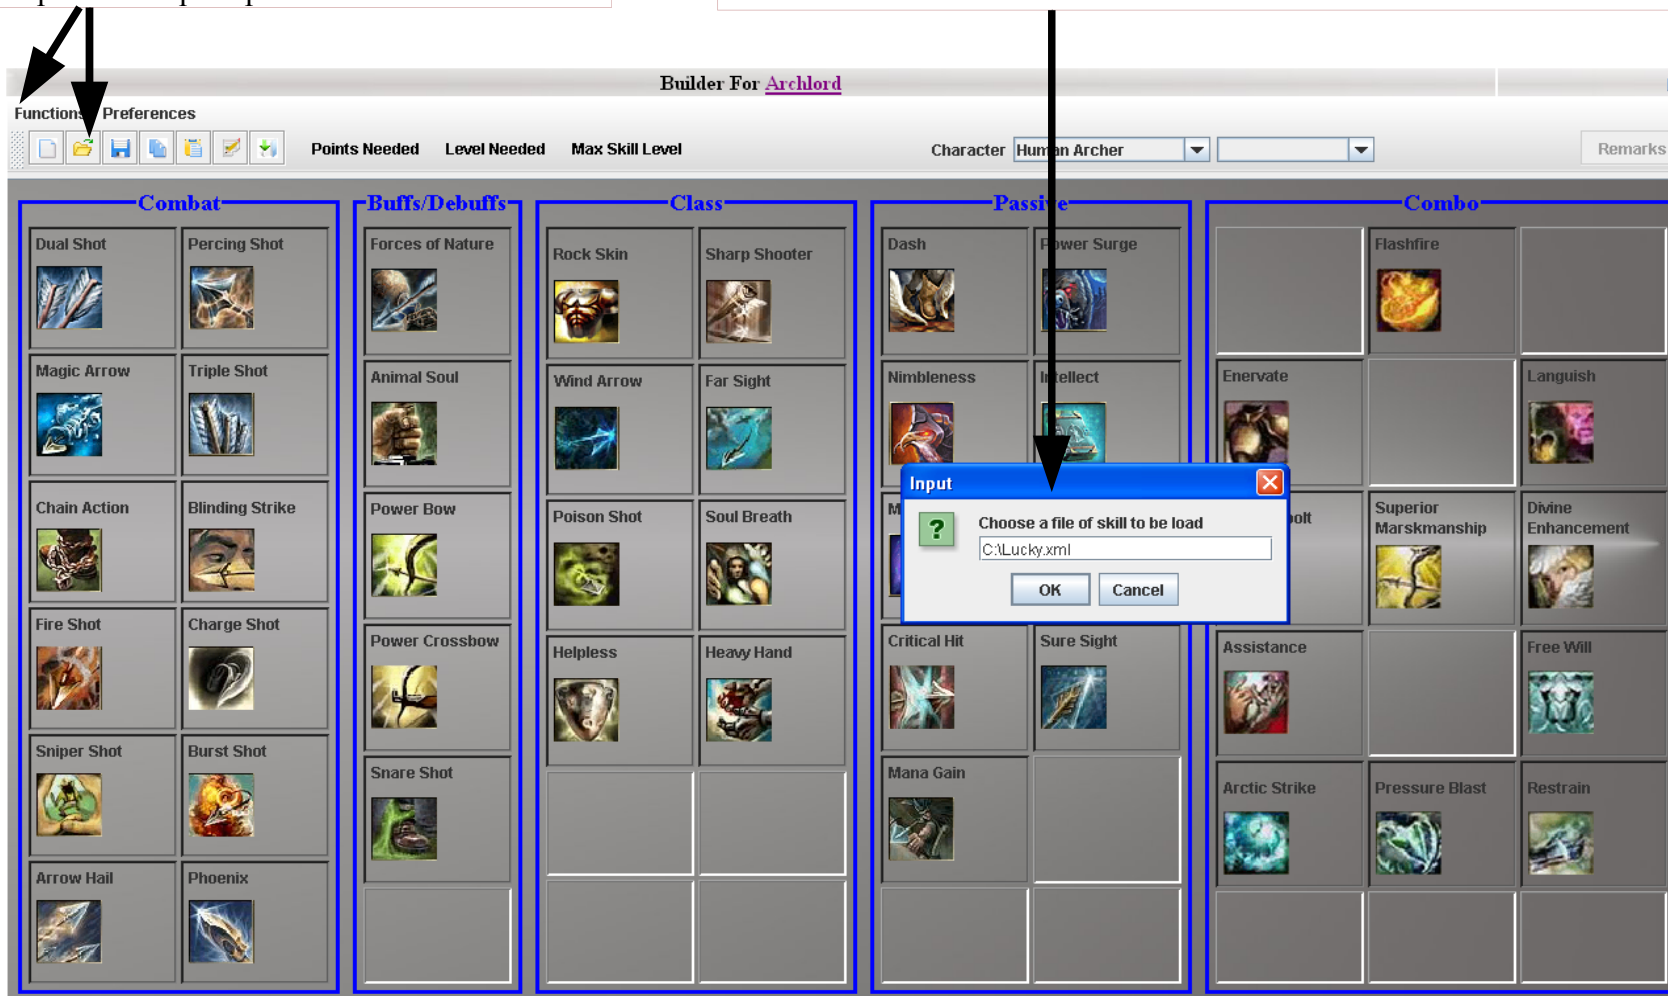 Builder For Archlord
Functions Preferences
Points Needed Level Needed Max Skill Level Character Human Archer Remarks
Combat
Dual Shot Percing Shot
Magic Arrow Triple Shot
Chain Action Blinding Strike
Fire Shot Charge Shot
Sniper Shot Burst Shot
Arrow Hail Phoenix
Buffs/Debuffs
Forces of Nature
Animal Soul
Power Bow
Power Crossbow
Snare Shot
Class
Rock Skin Sharp Shooter
Wind Arrow Far Sight
Poison Shot Soul Breath
Helpless Heavy Hand
Passive
Dash Power Surge
Nimbleness Intellect
Critical Hit Sure Sight
Mana Gain
Combo
Flashfire
Enervate Languish
Superior Marskmanship
Divine Enhancement
Assistance Free Will
Arctic Strike Pressure Blast Restrain
Input
Choose a file of skill to be load
C:\Lucky.xml
OK Cancel